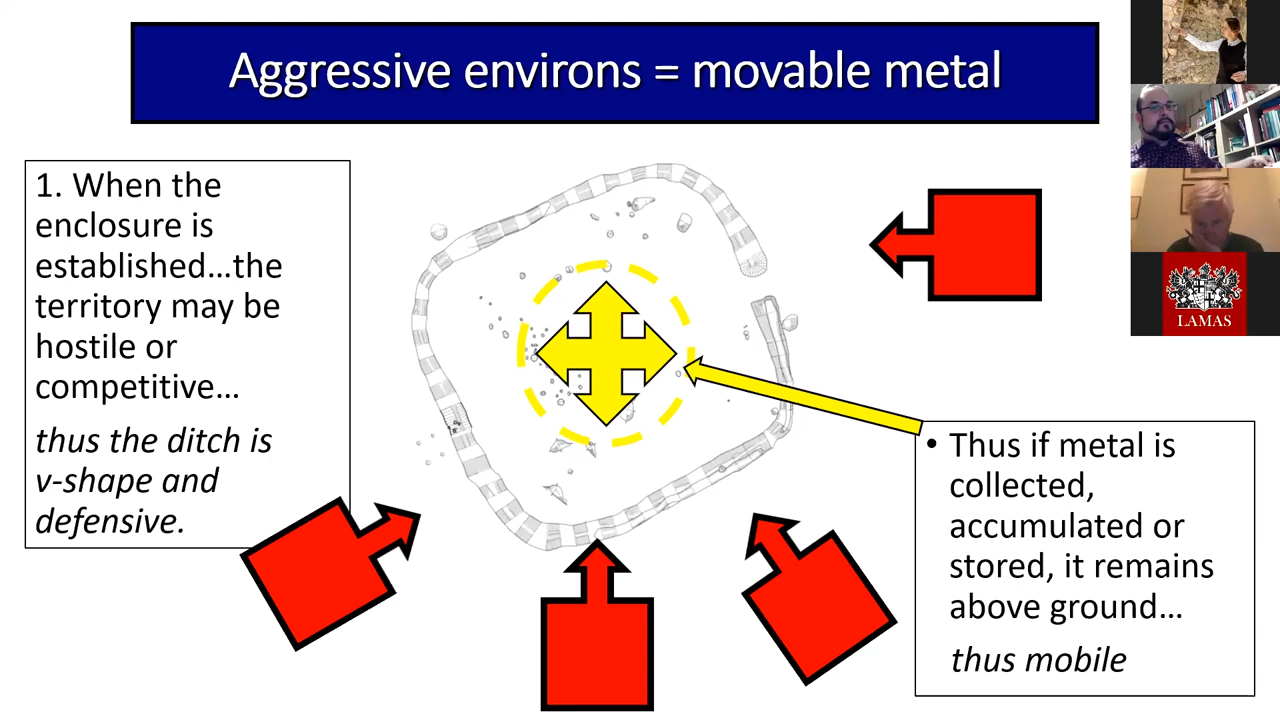 Aggressive environs = movable metal
1. When the
enclosure is
established...the
territory may be
hostile or
competitive...
thus the ditch is
v-shape and
defensive.
• Thus if metal is
collected,
accumulated or
stored, it remains
above ground...
thus mobile
LAMAS